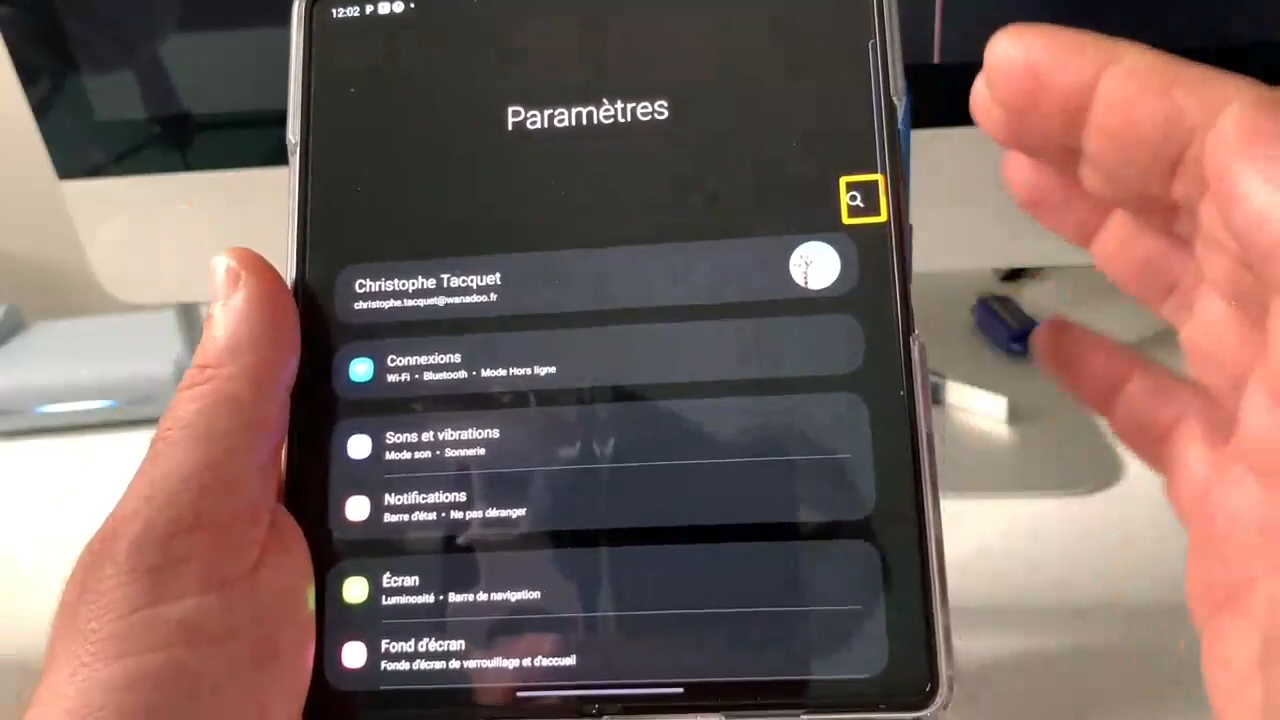 12:02 P
Paramètres
Christophe Tacquet
christophe.tacquet@wanadoo.fr
Connexions
Wi-Fi • Bluetooth • Mode Hors ligne
Sons et vibrations
Mode son • Sonnerie
Notifications
Barre d'état • Ne pas déranger
Écran
Luminosité • Barre de navigation
Fond d'écran
Fonds d'écran de verrouillage et d'accueil